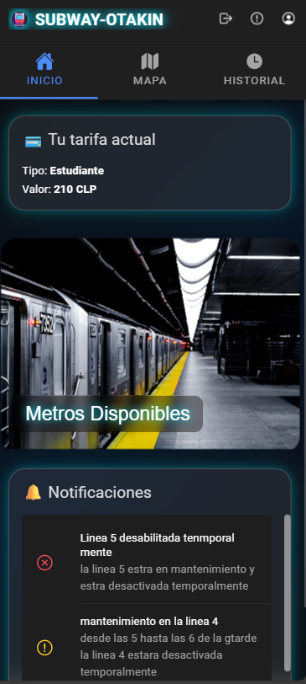 SUBWAY-OTAKIN
INICIO
MAPA
HISTORIAL
Tu tarifa actual
Tipo: Estudiante
Valor: 210 CLP
7352
Metros Disponibles
Notificaciones
Linea 5 desabilitada tenmporal
mente
la linea 5 estra en mantenimiento y
estra desactivada temporalmente
mantenimiento en la linea 4
desde las 5 hasta las 6 de la gtarde
la linea 4 estara desactivada
temporalmente